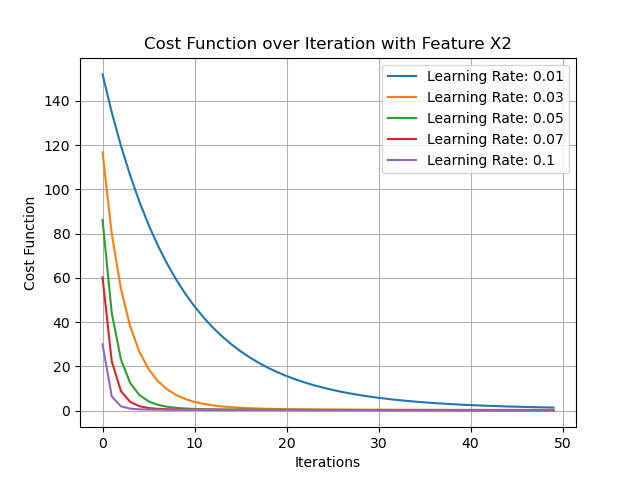 Cost Function over Iteration with Feature X2
Learning Rate: 0.01
Learning Rate: 0.03
Learning Rate: 0.05
Learning Rate: 0.07
Learning Rate: 0.1
Cost Function
140
120
100
80
60
40
20
0
0 10 20 30 40 50
Iterations